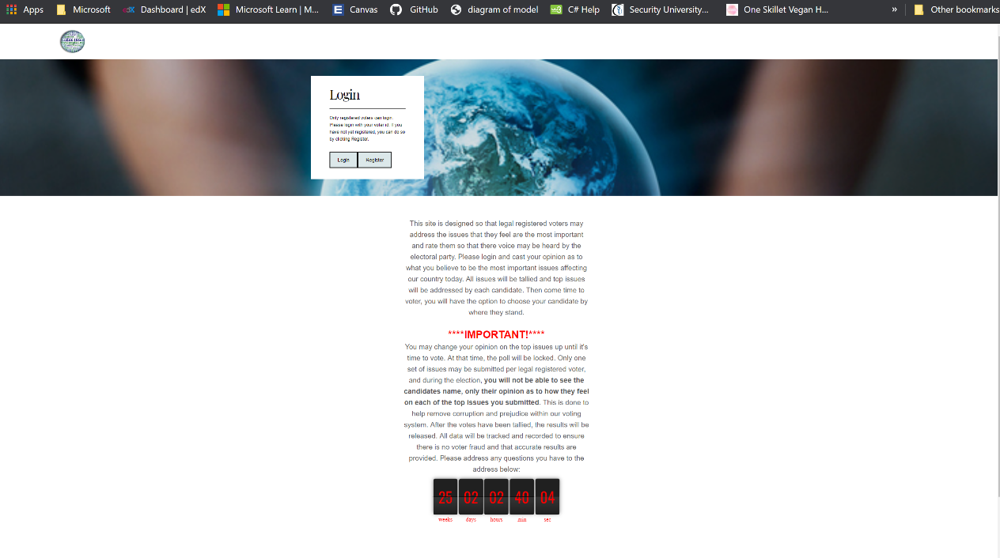 Apps Microsoft Dashboard | edX Microsoft Learn | M... Canvas GitHub diagram of model C# Help Security University... One Skillet Vegan H... » Other bookmarks
Login
Only registered voters can login.
Please login with your voter id. If you
have not yet registered, you can do so
by clicking Register.
Login Register
This site is designed so that legal registered voters may
address the issues that they feel are the most important
and rate them so that there voice may be heard by the
electoral party. Please login and cast your opinion as to
what you believe to be the most important issues affecting
our country today. All issues will be tallied and top issues
will be addressed by each candidate. Then come time to
voter, you will have the option to choose your candidate by
where they stand.
****IMPORTANT!****
You may change your opinion on the top issues up until it's
time to vote. At that time, the poll will be locked. Only one
set of issues may be submitted per legal registered voter,
and during the election, you will not be able to see the
candidates name, only their opinion as to how they feel
on each of the top issues you submitted. This is done to
help remove corruption and prejudice within our voting
system. After the votes have been tallied, the results will be
released. All data will be tracked and recorded to ensure
there is no voter fraud and that accurate results are
provided. Please address any questions you have to the
address below:
25 02 02 40 04
weeks days hours min sec